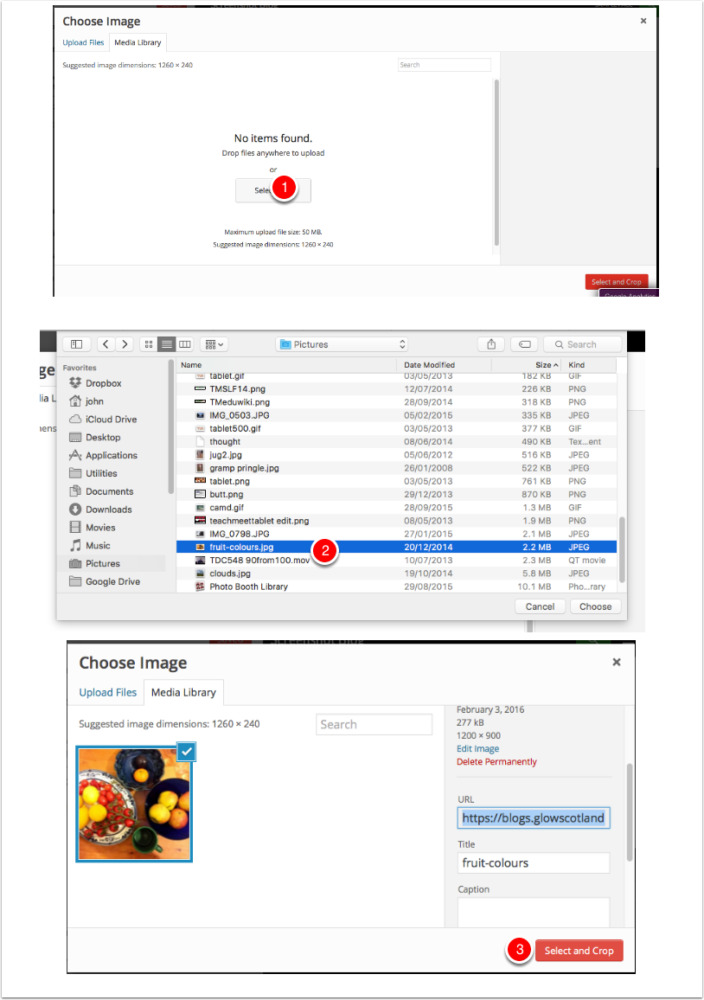 Choose Image
×
Upload Files Media Library
Suggested image dimensions: 1260 × 240 Search
No items found.
Drop files anywhere to upload
or
1
Maximum upload file size: 50 MB.
Suggested image dimensions: 1260 × 240
Select and Crop
Google Analytics
Pictures Search
Favorites
Dropbox
john
iCloud Drive
Desktop
Applications
Utilities
Documents
Downloads
Movies
Music
Pictures
Google Drive
Name Date Modified Size Kind
tablet.gif 03/05/2013 182 KB GIF
TMSLF14.png 12/07/2014 226 KB PNG
TMeduwiki.png 28/09/2014 318 KB PNG
IMG_0503.JPG 05/02/2015 335 KB JPEG
tablet500.gif 03/05/2013 377 KB GIF
thought 08/06/2014 490 KB Tex...ent
jug2.jpg 05/06/2012 516 KB JPEG
gramp pringle.jpg 26/01/2008 522 KB JPEG
tablet.png 03/05/2013 761 KB PNG
butt.png 29/12/2013 870 KB PNG
camd.gif 28/09/2015 1.3 MB GIF
teachmeettablet edit.png 08/05/2013 1.9 MB PNG
IMG_0798.JPG 27/01/2015 2.1 MB JPEG
fruit-colours.jpg 2 20/12/2014 2.2 MB JPEG
TDC548 90from100.mov 10/07/2013 2.3 MB QT movie
clouds.jpg 19/10/2014 5.8 MB JPEG
Photo Booth Library 29/08/2015 10.1 MB Pho...rary
Cancel Choose
Choose Image
×
Upload Files Media Library
Suggested image dimensions: 1260 × 240 Search
February 3, 2016
277 kB
1200 × 900
Edit Image
Delete Permanently
URL
https://blogs.glowscotland
Title
fruit-colours
Caption
3 Select and Crop